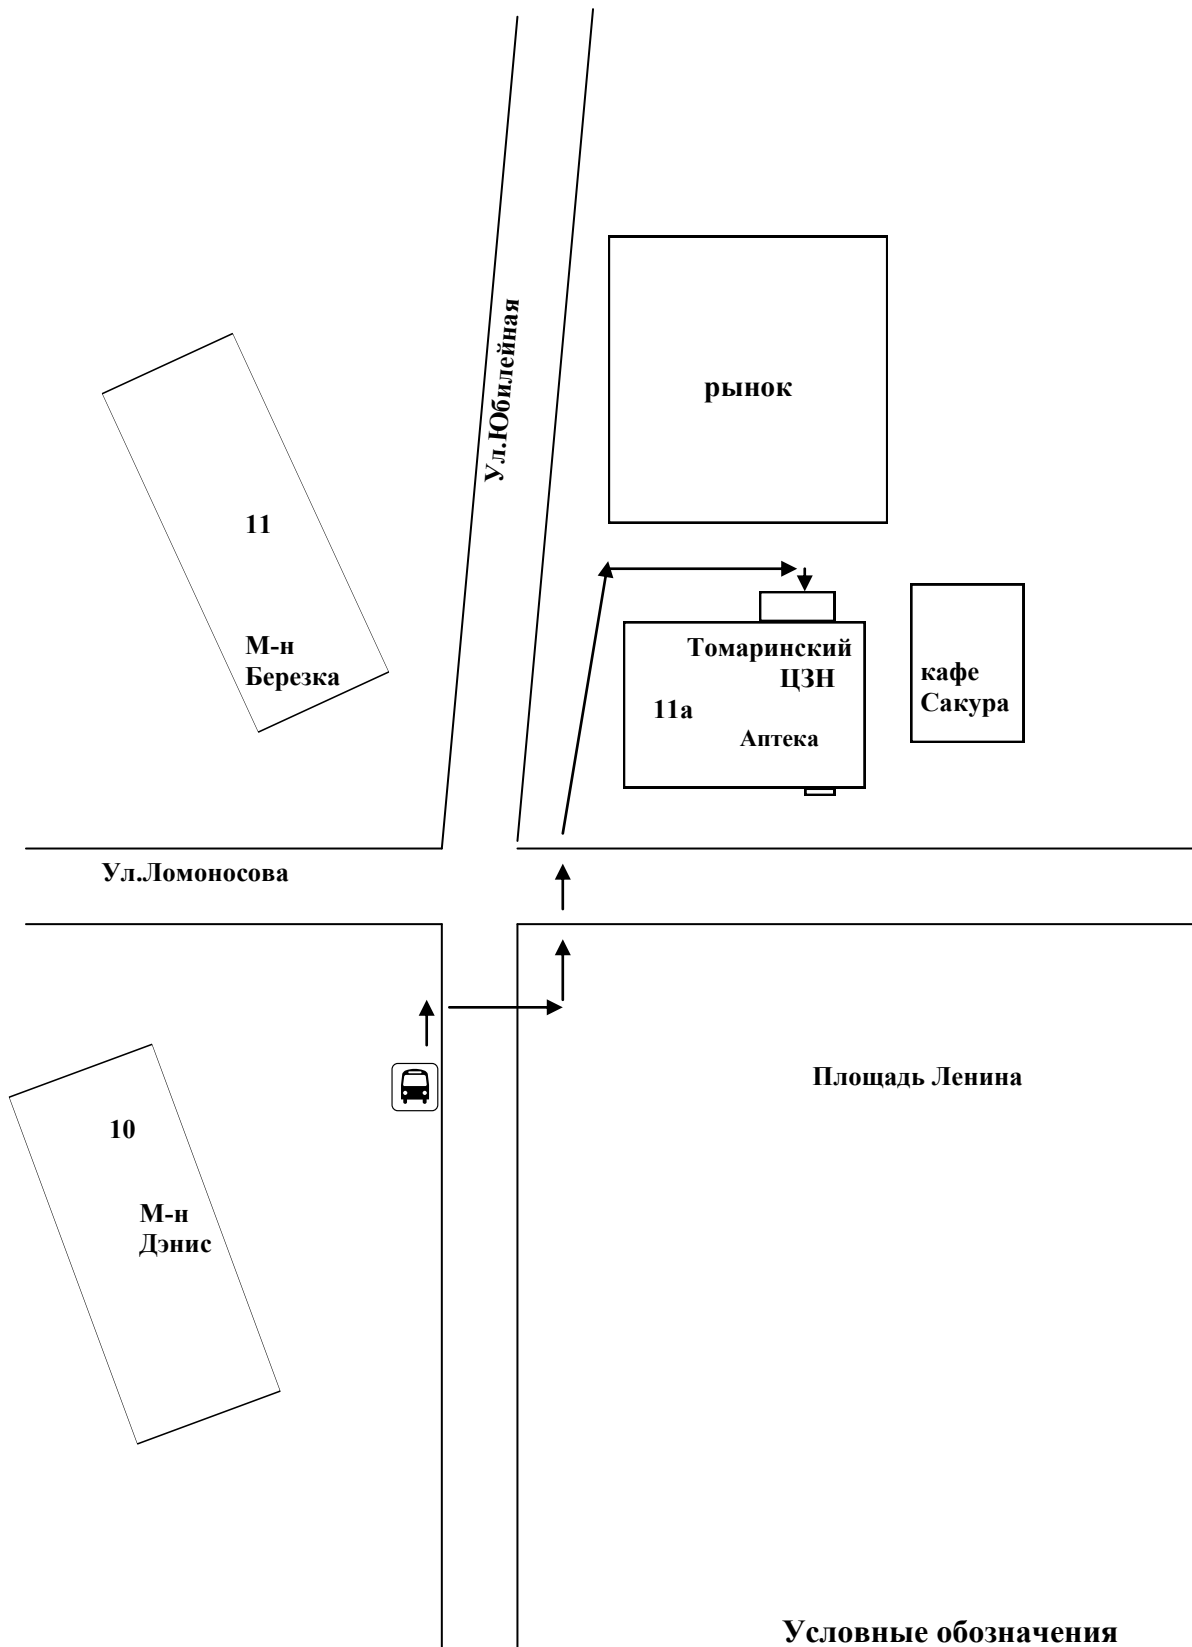 Ул.Юбилейная
рынок
11
М-н
Березка
Томаринский
ЦЗН
11а
Аптека
кафе
Сакура
Ул.Ломоносова
Площадь Ленина
10
М-н
Дэнис
Условные обозначения